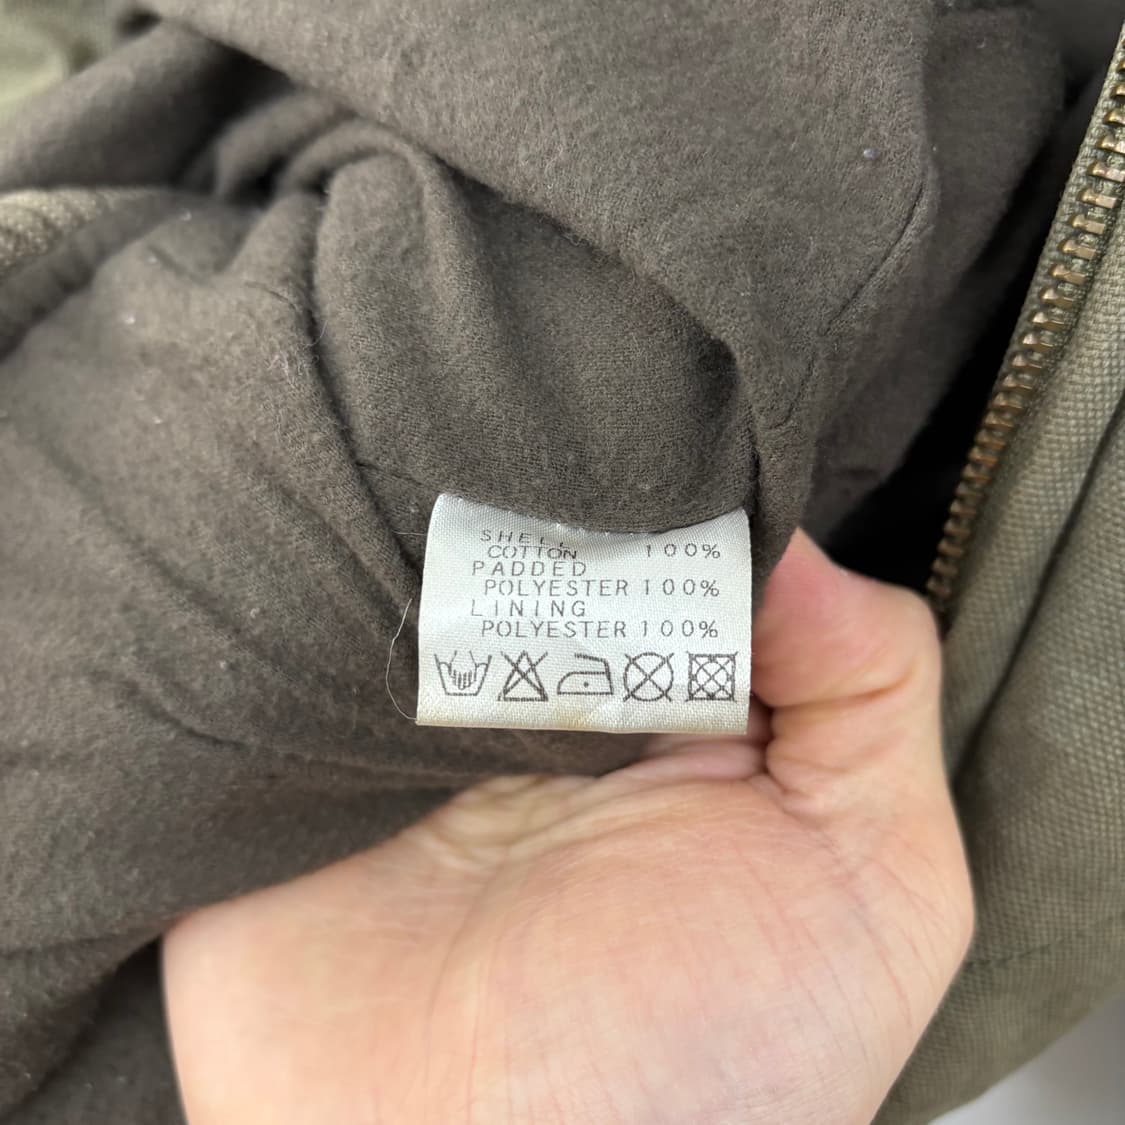 SHELL
COTTON 100%
PADDED
POLYESTER 100%
LINING
POLYESTER 100%